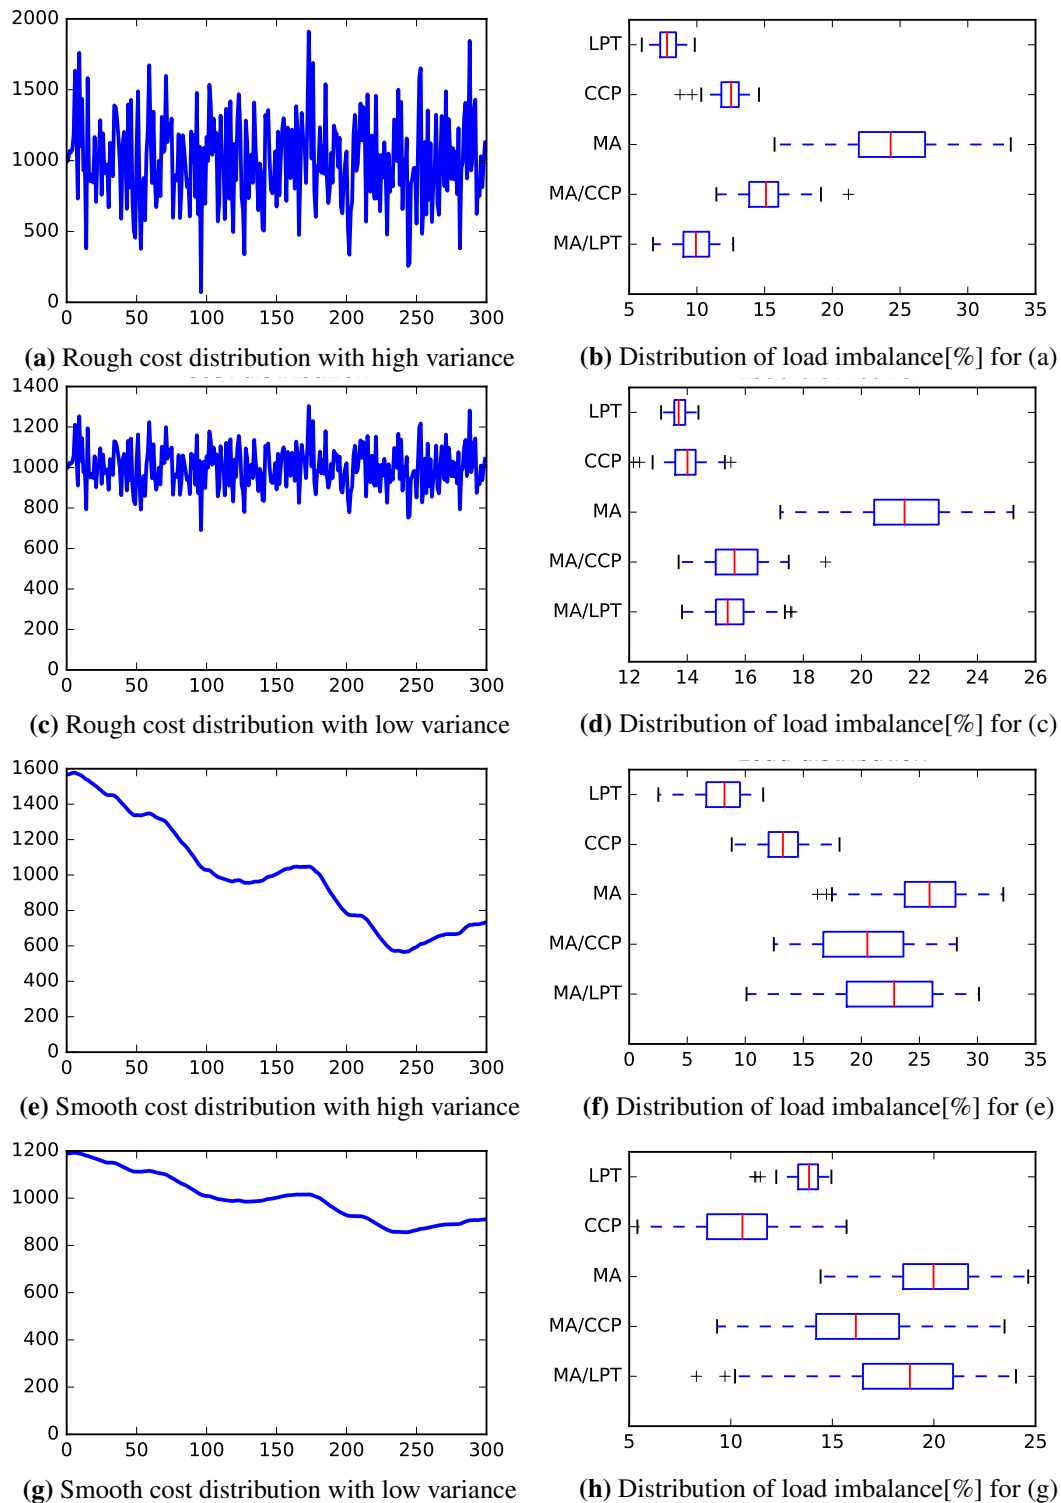 2000
1500
1000
500
0
0 50 100 150 200 250 300
(a) Rough cost distribution with high variance
LPT
CCP
MA
MA/CCP
MA/LPT
5 10 15 20 25 30 35
(b) Distribution of load imbalance[%] for (a)
1400
1200
1000
800
600
400
200
0
0 50 100 150 200 250 300
(c) Rough cost distribution with low variance
LPT
CCP
MA
MA/CCP
MA/LPT
12 14 16 18 20 22 24 26
(d) Distribution of load imbalance[%] for (c)
1600
1400
1200
1000
800
600
400
200
0
0 50 100 150 200 250 300
(e) Smooth cost distribution with high variance
LPT
CCP
MA
MA/CCP
MA/LPT
0 5 10 15 20 25 30 35
(f) Distribution of load imbalance[%] for (e)
1200
1000
800
600
400
200
0
0 50 100 150 200 250 300
(g) Smooth cost distribution with low variance
LPT
CCP
MA
MA/CCP
MA/LPT
5 10 15 20 25
(h) Distribution of load imbalance[%] for (g)